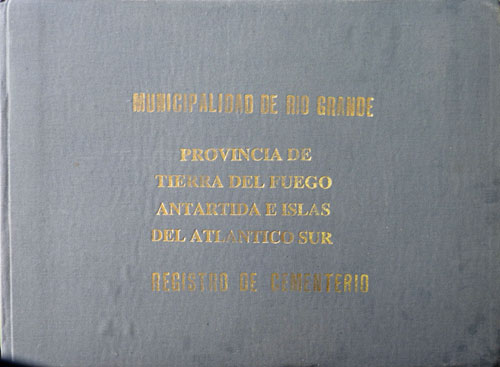 MUNICIPALIDAD DE RIO GRANDE
PROVINCIA DE
TIERRA DEL FUEGO
ANTARTIDA E ISLAS
DEL ATLANTICO SUR
REGISTRO DE CEMENTERIO